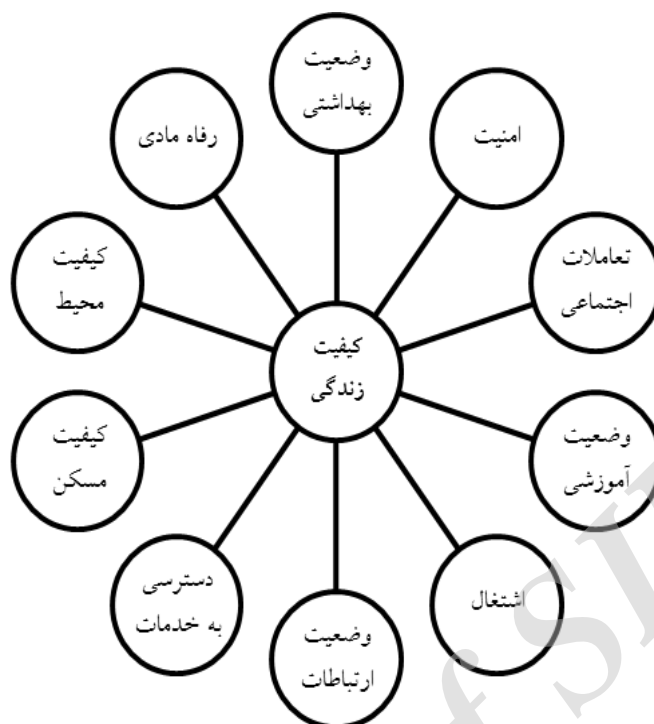 وضعیت
بهداشتی
امنیت
رفاه مادی
تعاملات
اجتماعی
کیفیت
محیط
کیفیت
زندگی
وضعیت
آموزشی
کیفیت
مسکن
اشتغال
دسترسی
به خدمات
وضعیت
ارتباطات
f SI